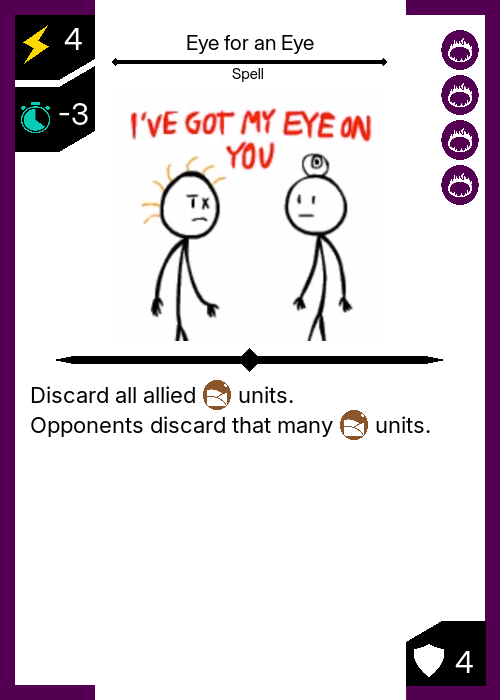 4
Eye for an Eye
Spell
-3
I'VE GOT MY EYE ON
YOU
Discard all allied units.
Opponents discard that many units.
4